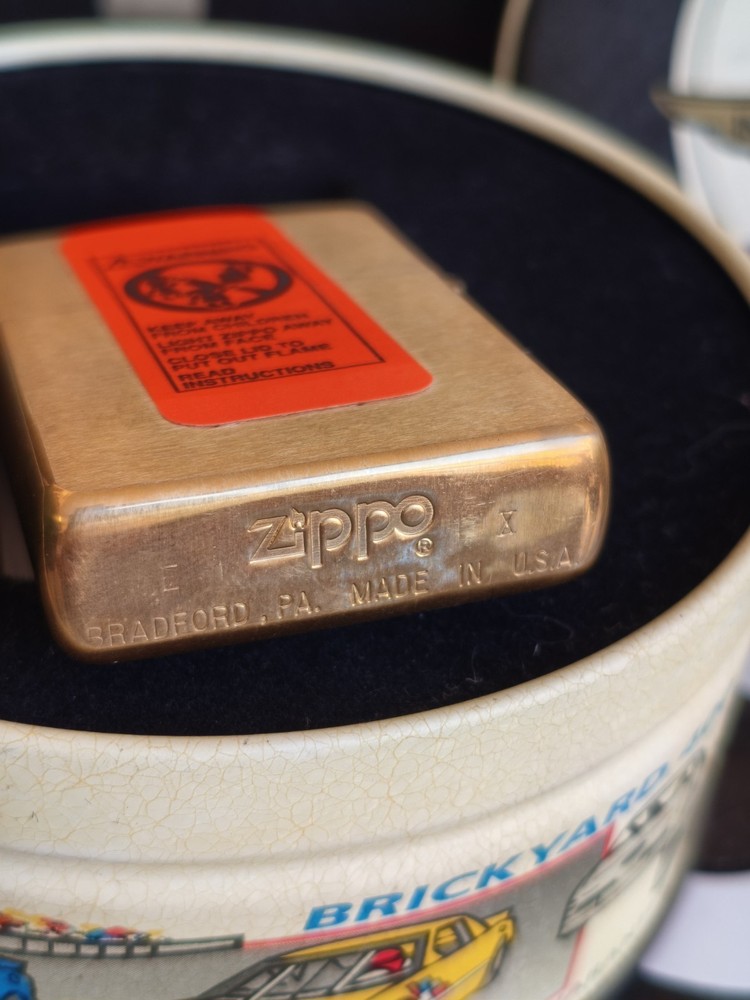 KEEP AWAY
FROM CHILDREN
LIGHT ZIPPO AWAY
FROM FACE
CLOSE LID TO
PUT OUT FLAME
READ
INSTRUCTIONS
E zippo® X
BRADFORD, PA. MADE IN U.S.A.
BRICKYARD